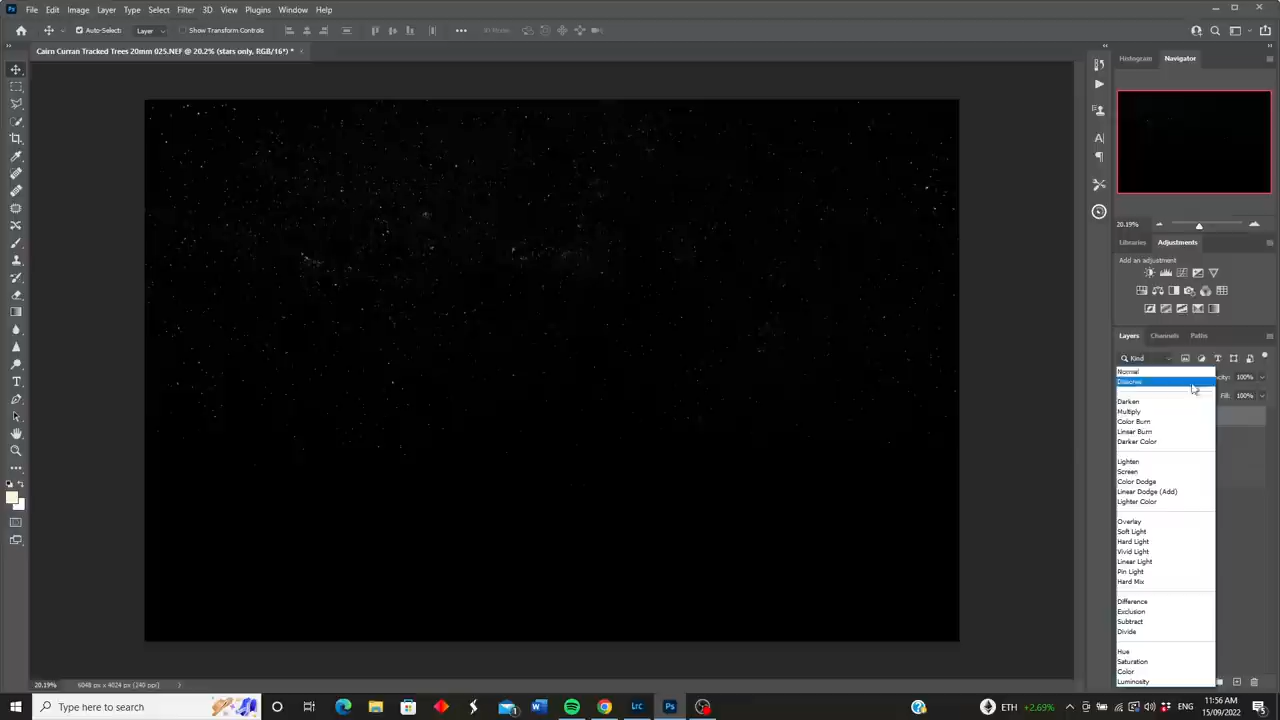 File Edit Image Layer Type Select Filter 3D View Plugins Window Help
Auto-Select: Layer Show Transform Controls 3D Mode:
Cairn Curran Tracked Trees 20mm 025.NEF @ 20.2% (stars only, RGB/16*) *
Histogram Navigator
20.19%
Libraries Adjustments
Add an adjustment
Layers Channels Paths
Kind
Normal
Dissolve
100%
Fill: 100%
Darken
Multiply
Color Burn
Linear Burn
Darker Color
Lighten
Screen
Color Dodge
Linear Dodge (Add)
Lighter Color
Overlay
Soft Light
Hard Light
Vivid Light
Linear Light
Pin Light
Hard Mix
Difference
Exclusion
Subtract
Divide
Hue
Saturation
Color
Luminosity
20.19% 6048 px x 4024 px (240 ppi)
Type here to search
ETH +2.69%
11:56 AM
15/09/2022